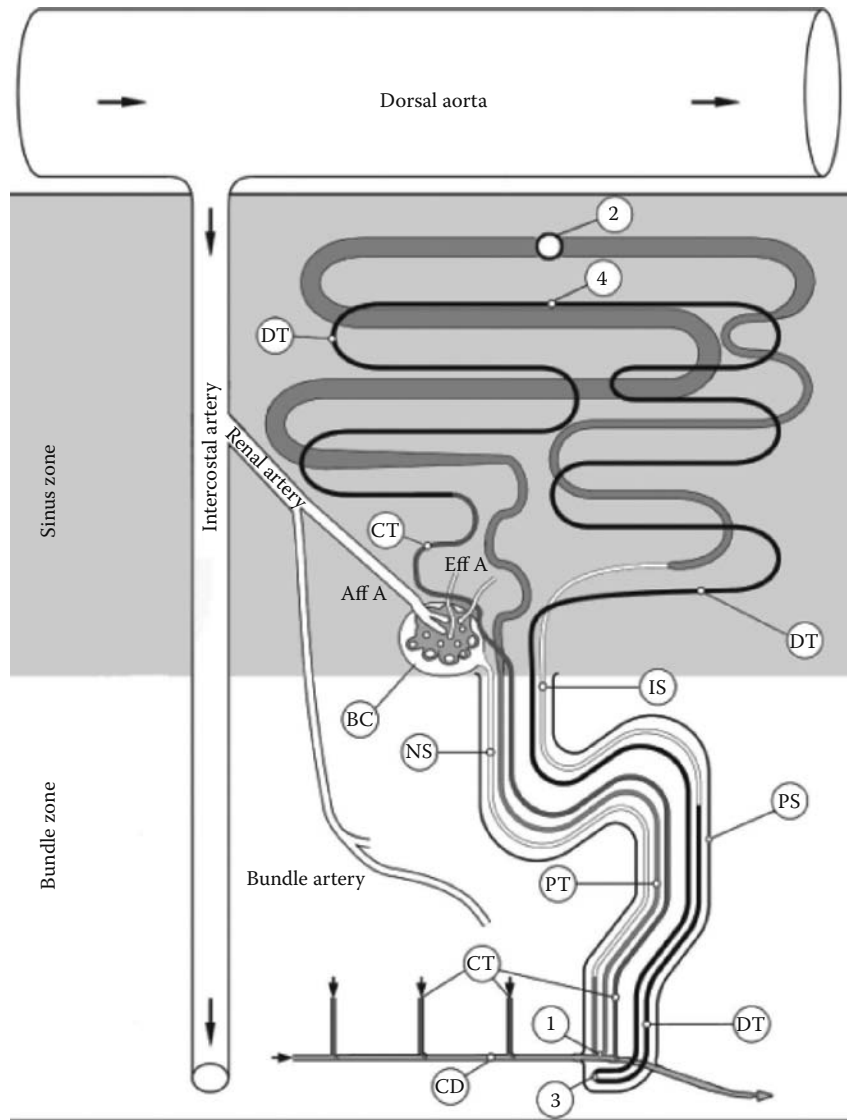 Dorsal aorta
2
4
DT
Intercostal artery
Renal artery
Sinus zone
CT
Eff A
Aff A
DT
IS
BC
NS
PS
Bundle zone
Bundle artery
PT
CT
1
DT
CD
3